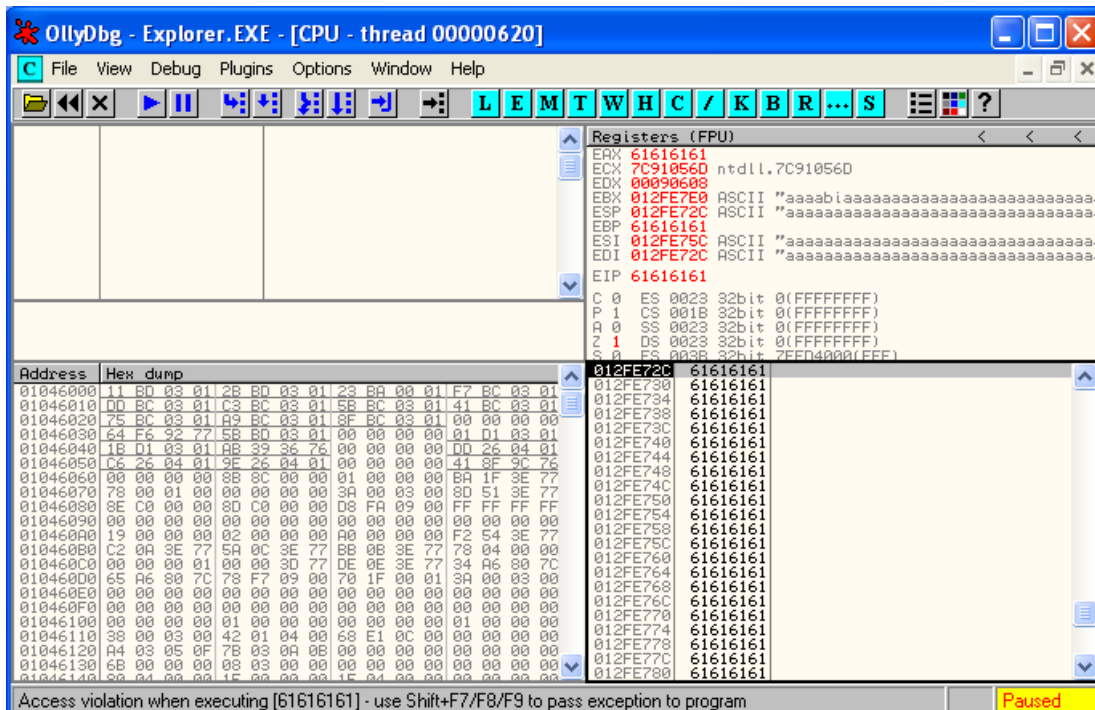 OllyDbg - Explorer.EXE - [CPU - thread 00000620]
C File View Debug Plugins Options Window Help
L E M T W H C / K B R ... S ?
Registers (FPU) < < <
EAX 61616161
ECX 7C91056D ntdll.7C91056D
EDX 00090608
EBX 012FE7E0 ASCII "aaaabiaaaaaaaaaaaaaaaaaaaaaaaaa
ESP 012FE72C ASCII "aaaaaaaaaaaaaaaaaaaaaaaaaaaaaaa
EBP 61616161
ESI 012FE75C ASCII "aaaaaaaaaaaaaaaaaaaaaaaaaaaaaaa
EDI 012FE72C ASCII "aaaaaaaaaaaaaaaaaaaaaaaaaaaaaaa
EIP 61616161
C 0 ES 0023 32bit 0(FFFFFFFF)
P 1 CS 001B 32bit 0(FFFFFFFF)
A 0 SS 0023 32bit 0(FFFFFFFF)
Z 1 DS 0023 32bit 0(FFFFFFFF)
S 0 FS 003B 32bit 7FFD4000(FFF)
Address Hex dump
01046000 11 BD 03 01 2B BD 03 01 23 BA 00 01 F7 BC 03 01
01046010 DD BC 03 01 C3 BC 03 01 5B BC 03 01 41 BC 03 01
01046020 75 BC 03 01 A9 BC 03 01 8F BC 03 01 00 00 00 00
01046030 64 F6 92 77 5B BD 03 01 00 00 00 00 01 D1 03 01
01046040 1B D1 03 01 AB 39 36 76 00 00 00 00 DD 26 04 01
01046050 C6 26 04 01 9E 26 04 01 00 00 00 00 41 8F 9C 76
01046060 00 00 00 00 8B 8C 00 00 01 00 00 00 BA 1F 3E 77
01046070 78 00 01 00 00 00 00 00 3A 00 03 00 8D 51 3E 77
01046080 8E C0 00 00 8D C0 00 00 D8 FA 09 00 FF FF FF FF
01046090 00 00 00 00 00 00 00 00 00 00 00 00 00 00 00 00
010460A0 19 00 00 00 02 00 00 00 A0 00 00 00 F2 54 3E 77
010460B0 C2 0A 3E 77 5A 0C 3E 77 BB 0B 3E 77 78 04 00 00
010460C0 00 00 00 01 00 00 3D 77 DE 0E 3E 77 34 A6 80 7C
010460D0 65 A6 80 7C 78 F7 09 00 70 1F 00 01 3A 00 03 00
010460E0 00 00 00 00 00 00 00 00 00 00 00 00 00 00 00 00
010460F0 00 00 00 00 00 00 00 00 00 00 00 00 00 00 00 00
01046100 00 00 00 00 01 00 00 00 00 00 00 00 01 00 00 00
01046110 38 00 03 00 42 01 04 00 68 E1 0C 00 00 00 00 00
01046120 A4 03 05 0F 7B 03 0A 0B 00 00 00 00 00 00 00 00
01046130 6B 00 00 00 08 03 00 00 00 00 00 00 00 00 00 00
012FE72C 61616161
012FE730 61616161
012FE734 61616161
012FE738 61616161
012FE73C 61616161
012FE740 61616161
012FE744 61616161
012FE748 61616161
012FE74C 61616161
012FE750 61616161
012FE754 61616161
012FE758 61616161
012FE75C 61616161
012FE760 61616161
012FE764 61616161
012FE768 61616161
012FE76C 61616161
012FE770 61616161
012FE774 61616161
012FE778 61616161
012FE77C 61616161
012FE780 61616161
Access violation when executing [61616161] - use Shift+F7/F8/F9 to pass exception to program Paused